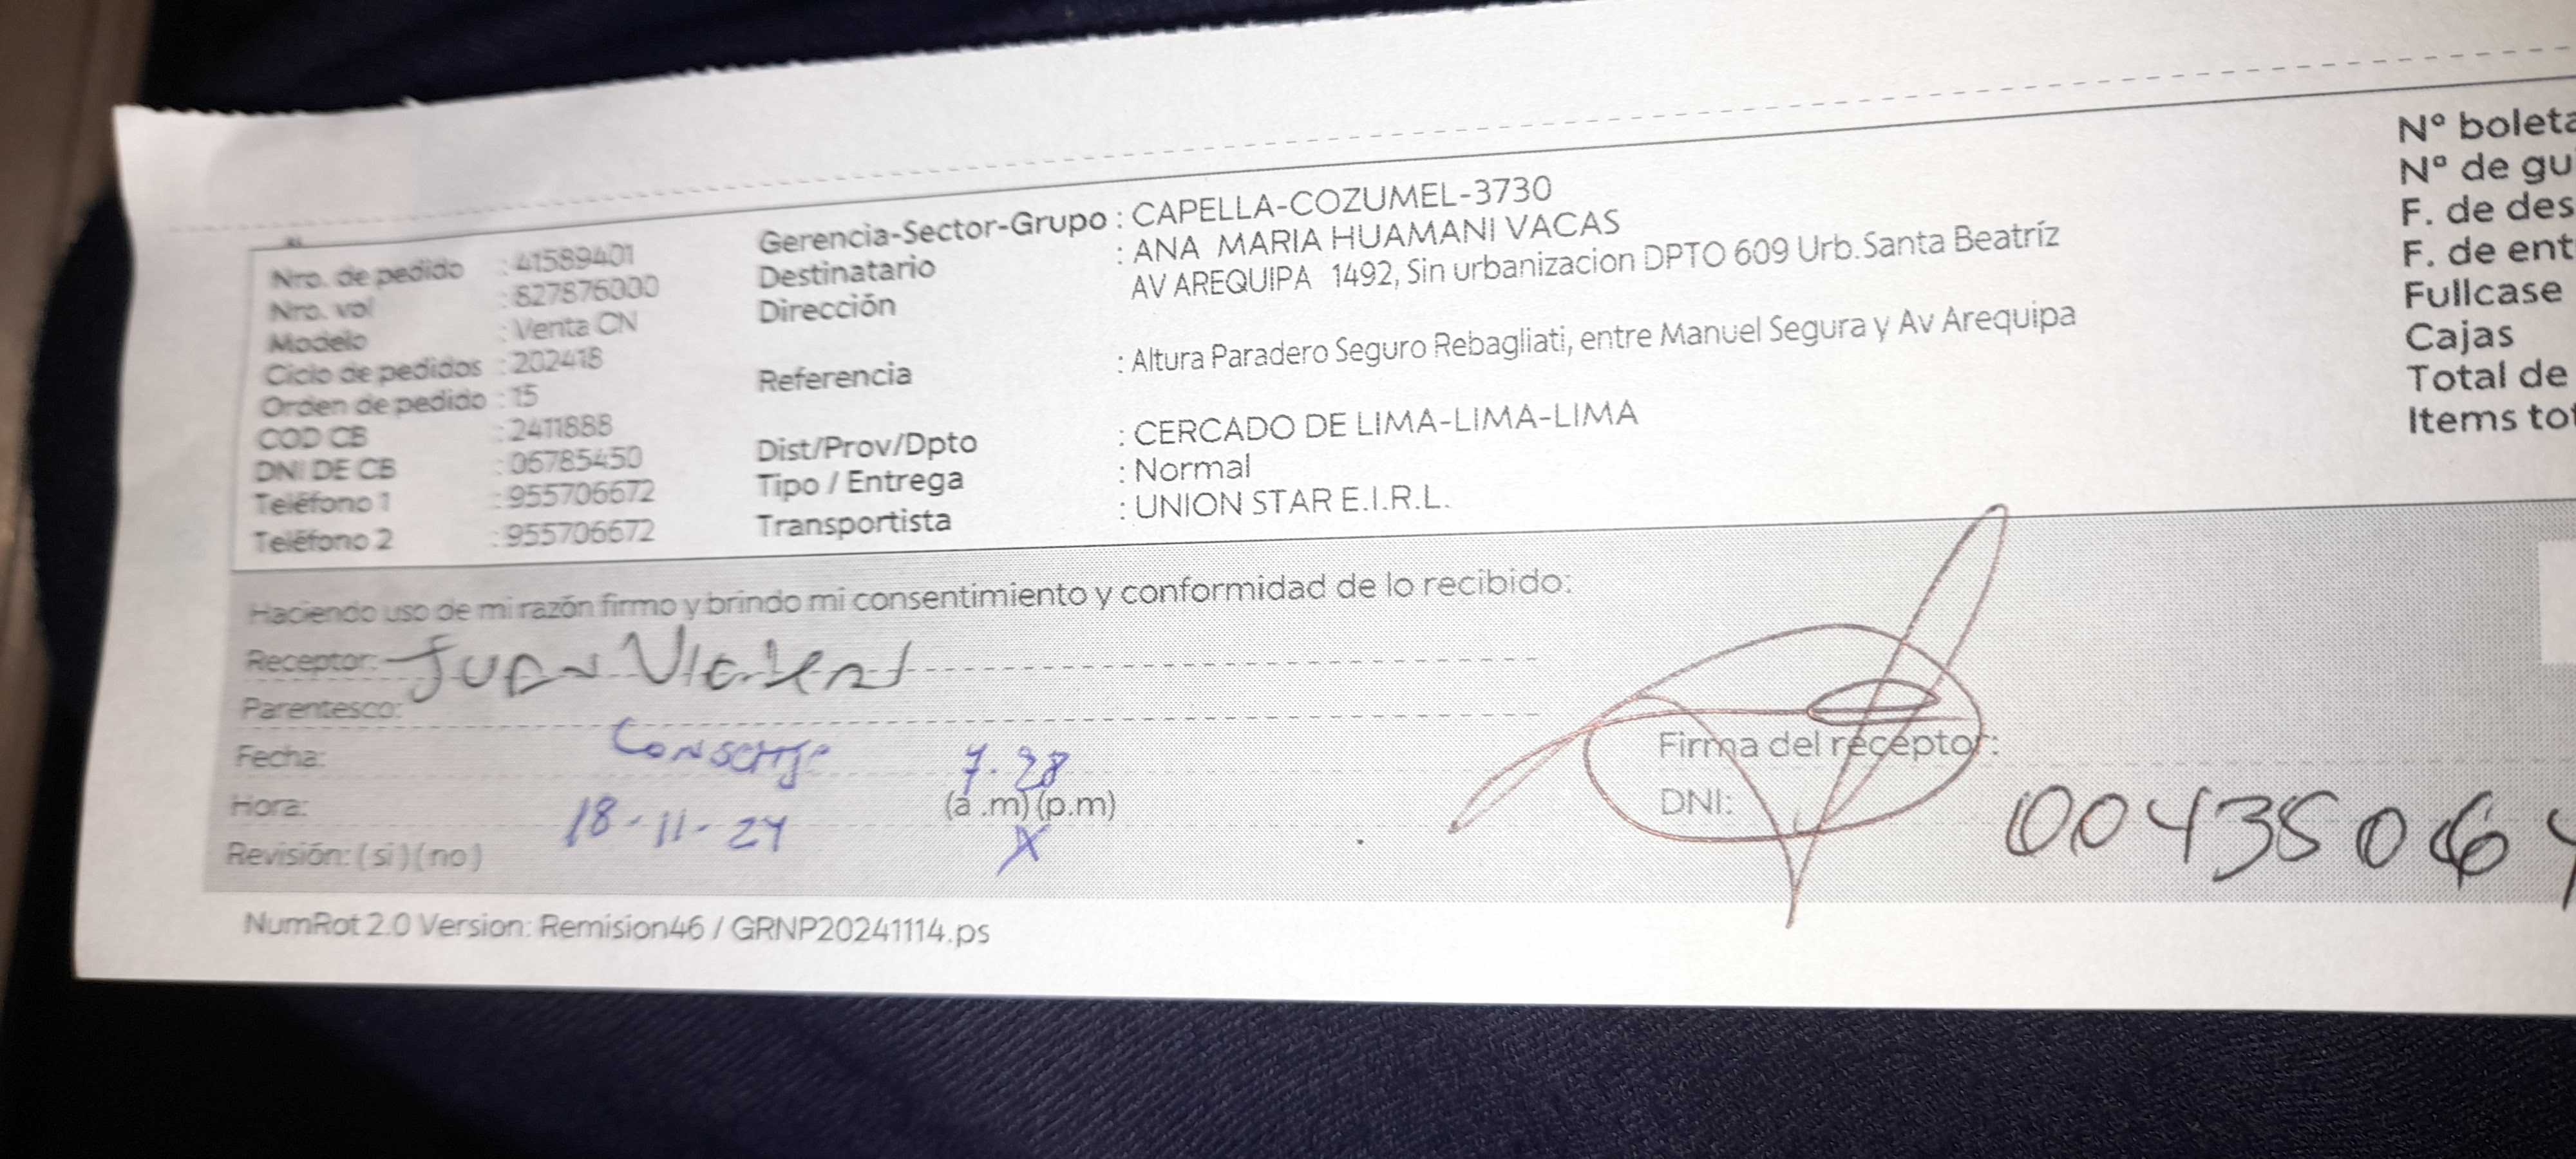 Nro. de pedido : 41589401
Nro. vol : 827876000
Modelo : Venta CN
Ciclo de pedidos : 202418
Orden de pedido : 15
COD CB : 2411888
DNI DE CB : 06785450
Teléfono 1 : 955706672
Teléfono 2 : 955706672
Gerencia-Sector-Grupo : CAPELLA-COZUMEL-3730
Destinatario : ANA MARIA HUAMANI VACAS
Dirección AV AREQUIPA 1492, Sin urbanizacion DPTO 609 Urb.Santa Beatríz
Referencia : Altura Paradero Seguro Rebagliati, entre Manuel Segura y Av Arequipa
Dist/Prov/Dpto : CERCADO DE LIMA-LIMA-LIMA
Tipo / Entrega : Normal
Transportista : UNION STAR E.I.R.L.
N° boleta
N° de gu
F. de des
F. de ent
Fullcase
Cajas
Total de
Items tot
Haciendo uso de mi razón firmo y brindo mi consentimiento y conformidad de lo recibido:
Receptor: Juan
Parentesco:
Fecha: 7-28
Hora: 18-11-24 (a .m) (p.m)
X
Revisión: ( si ) ( no )
Firma del receptor:
DNI: 00435064
NumRot 2.0 Version: Remision46 / GRNP20241114.ps